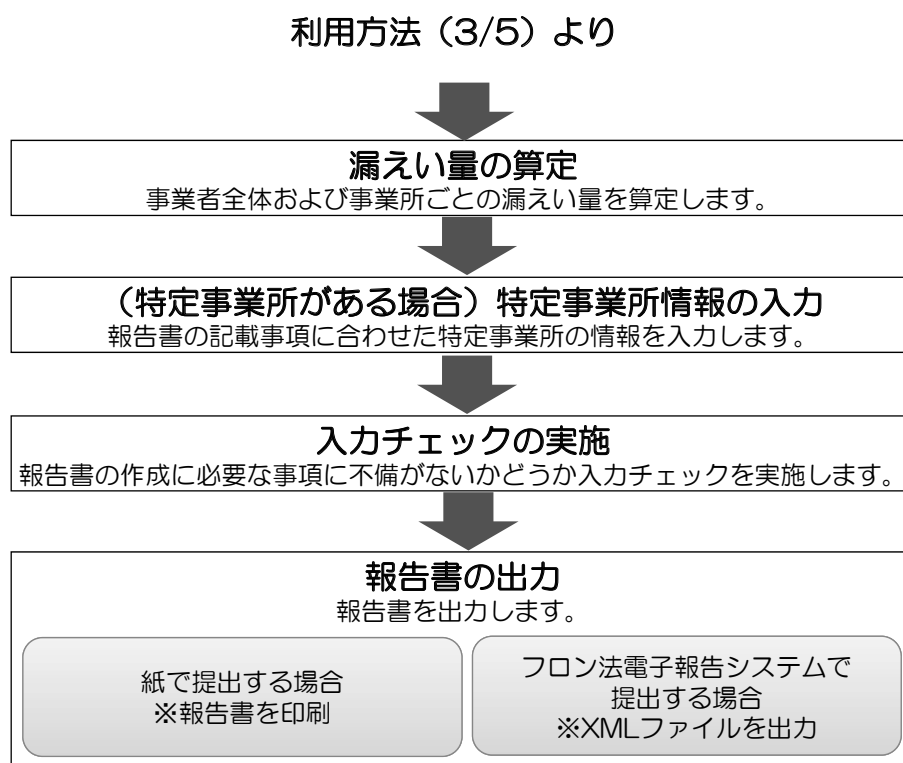 利用方法（3/5）より
漏えい量の算定
事業者全体および事業所ごとの漏えい量を算定します。
（特定事業所がある場合）特定事業所情報の入力
報告書の記載事項に合わせた特定事業所の情報を入力します。
入力チェックの実施
報告書の作成に必要な事項に不備がないかどうか入力チェックを実施します。
報告書の出力
報告書を出力します。
紙で提出する場合
※報告書を印刷
フロン法電子報告システムで
提出する場合
※XMLファイルを出力